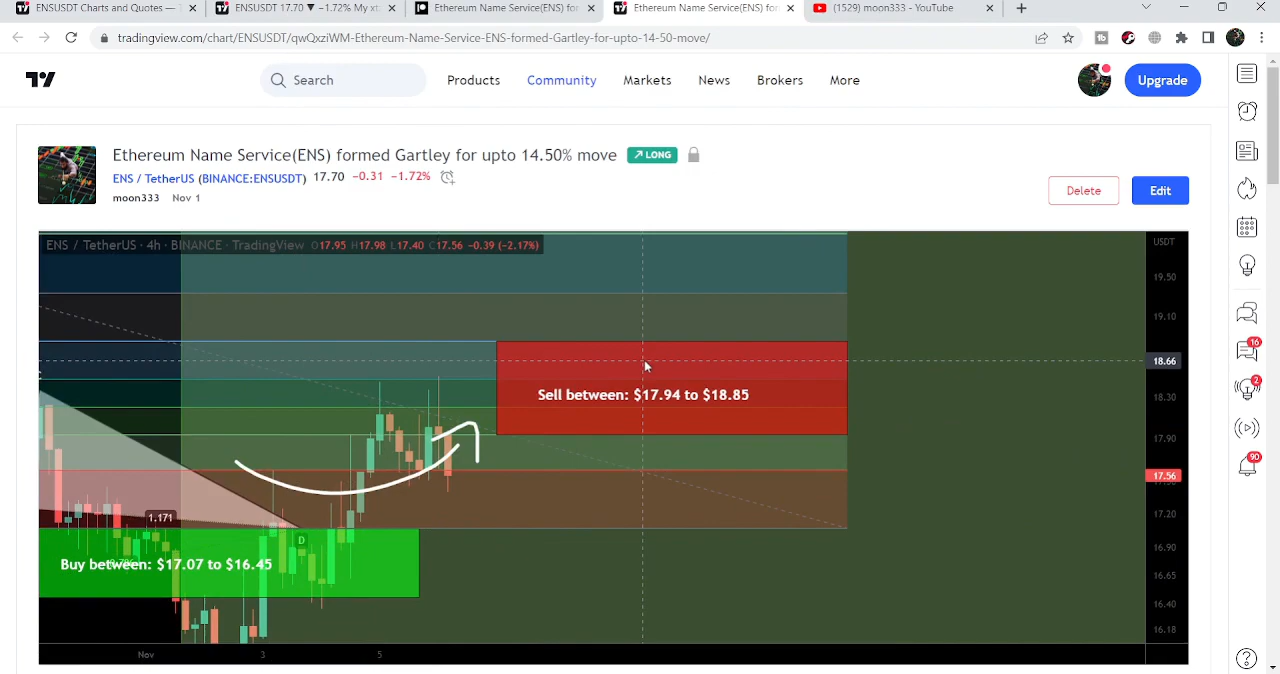 ENSUSDT Charts and Quotes —
ENSUSDT 17.70 ▼ −1.72% My
Ethereum Name Service(ENS) for
Ethereum Name Service(ENS) for
(1529) moon333 - YouTube
tradingview.com/chart/ENSUSDT/qwQxziWM-Ethereum-Name-Service-ENS-formed-Gartley-for-upto-14-50-move/
Search
Products
Community
Markets
News
Brokers
More
Upgrade
Ethereum Name Service(ENS) formed Gartley for upto 14.50% move
LONG
ENS / TetherUS (BINANCE:ENSUSDT) 17.70 −0.31 −1.72%
moon333 Nov 1
Delete
Edit
ENS / TetherUS · 4h · BINANCE · TradingView O17.95 H17.98 L17.40 C17.56 −0.39 (−2.17%)
USDT
19.50
19.10
18.66
18.30
17.90
17.56
17.20
16.90
16.65
16.40
16.18
Sell between: $17.94 to $18.85
1.171
D
Buy between: $17.07 to $16.45
Nov
3
5
16
2
90